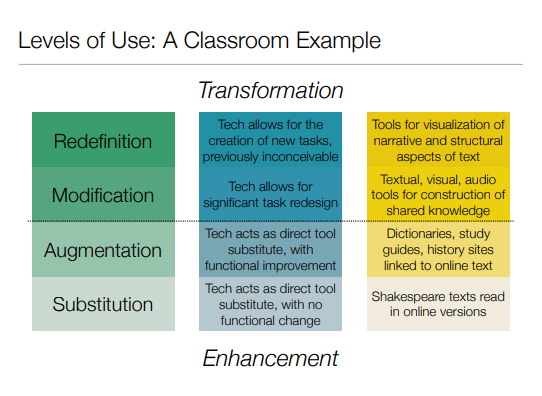 Levels of Use: A Classroom Example
Transformation
Redefinition
Tech allows for the
creation of new tasks,
previously inconceivable
Tools for visualization of
narrative and structural
aspects of text
Modification
Tech allows for
significant task redesign
Textual, visual, audio
tools for construction of
shared knowledge
Augmentation
Tech acts as direct tool
substitute, with
functional improvement
Dictionaries, study
guides, history sites
linked to online text
Substitution
Tech acts as direct tool
substitute, with no
functional change
Shakespeare texts read
in online versions
Enhancement